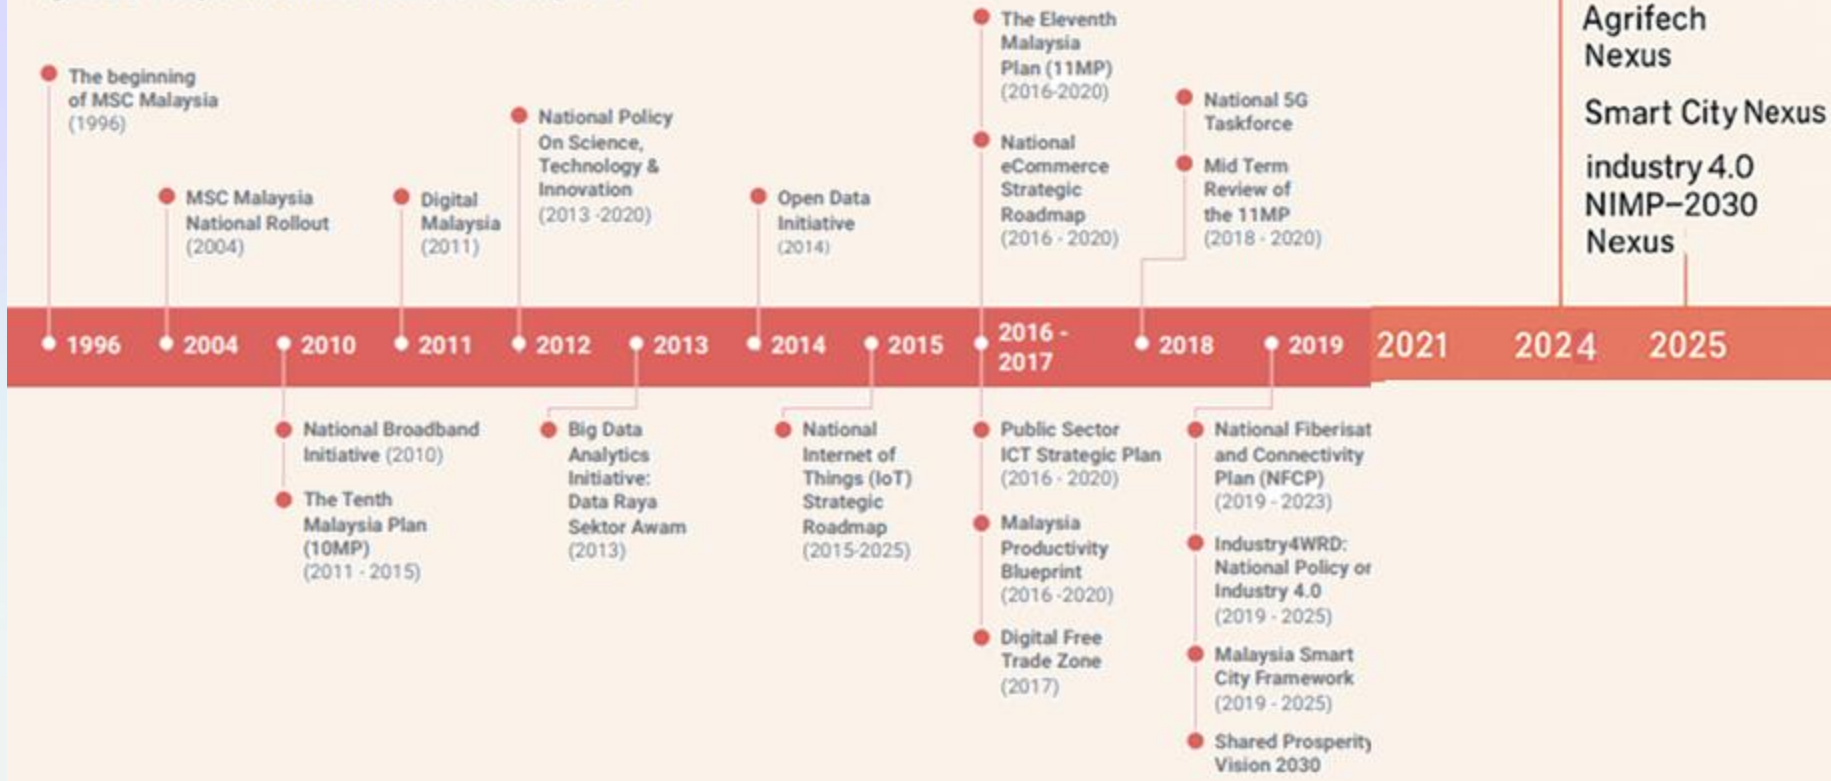 The beginning
of MSC Malaysia
(1996)
MSC Malaysia
National Rollout
(2004)
Digital
Malaysia
(2011)
National Policy
On Science,
Technology &
Innovation
(2013 -2020)
Open Data
Initiative
(2014)
The Eleventh
Malaysia
Plan (11MP)
(2016-2020)
National
eCommerce
Strategic
Roadmap
(2016 - 2020)
National 5G
Taskforce
Mid Term
Review of
the 11MP
(2018 - 2020)
Agrifech
Nexus
Smart City Nexus
industry 4.0
NIMP–2030
Nexus
1996
2004
2010
2011
2012
2013
2014
2015
2016 -
2017
2018
2019
2021
2024
2025
National Broadband
Initiative (2010)
The Tenth
Malaysia Plan
(10MP)
(2011 - 2015)
Big Data
Analytics
Initiative:
Data Raya
Sektor Awam
(2013)
National
Internet of
Things (IoT)
Strategic
Roadmap
(2015-2025)
Public Sector
ICT Strategic Plan
(2016 - 2020)
Malaysia
Productivity
Blueprint
(2016 -2020)
Digital Free
Trade Zone
(2017)
National Fiberisat
and Connectivity
Plan (NFCP)
(2019 - 2023)
Industry4WRD:
National Policy or
Industry 4.0
(2019 - 2025)
Malaysia Smart
City Framework
(2019 - 2025)
Shared Prosperity
Vision 2030